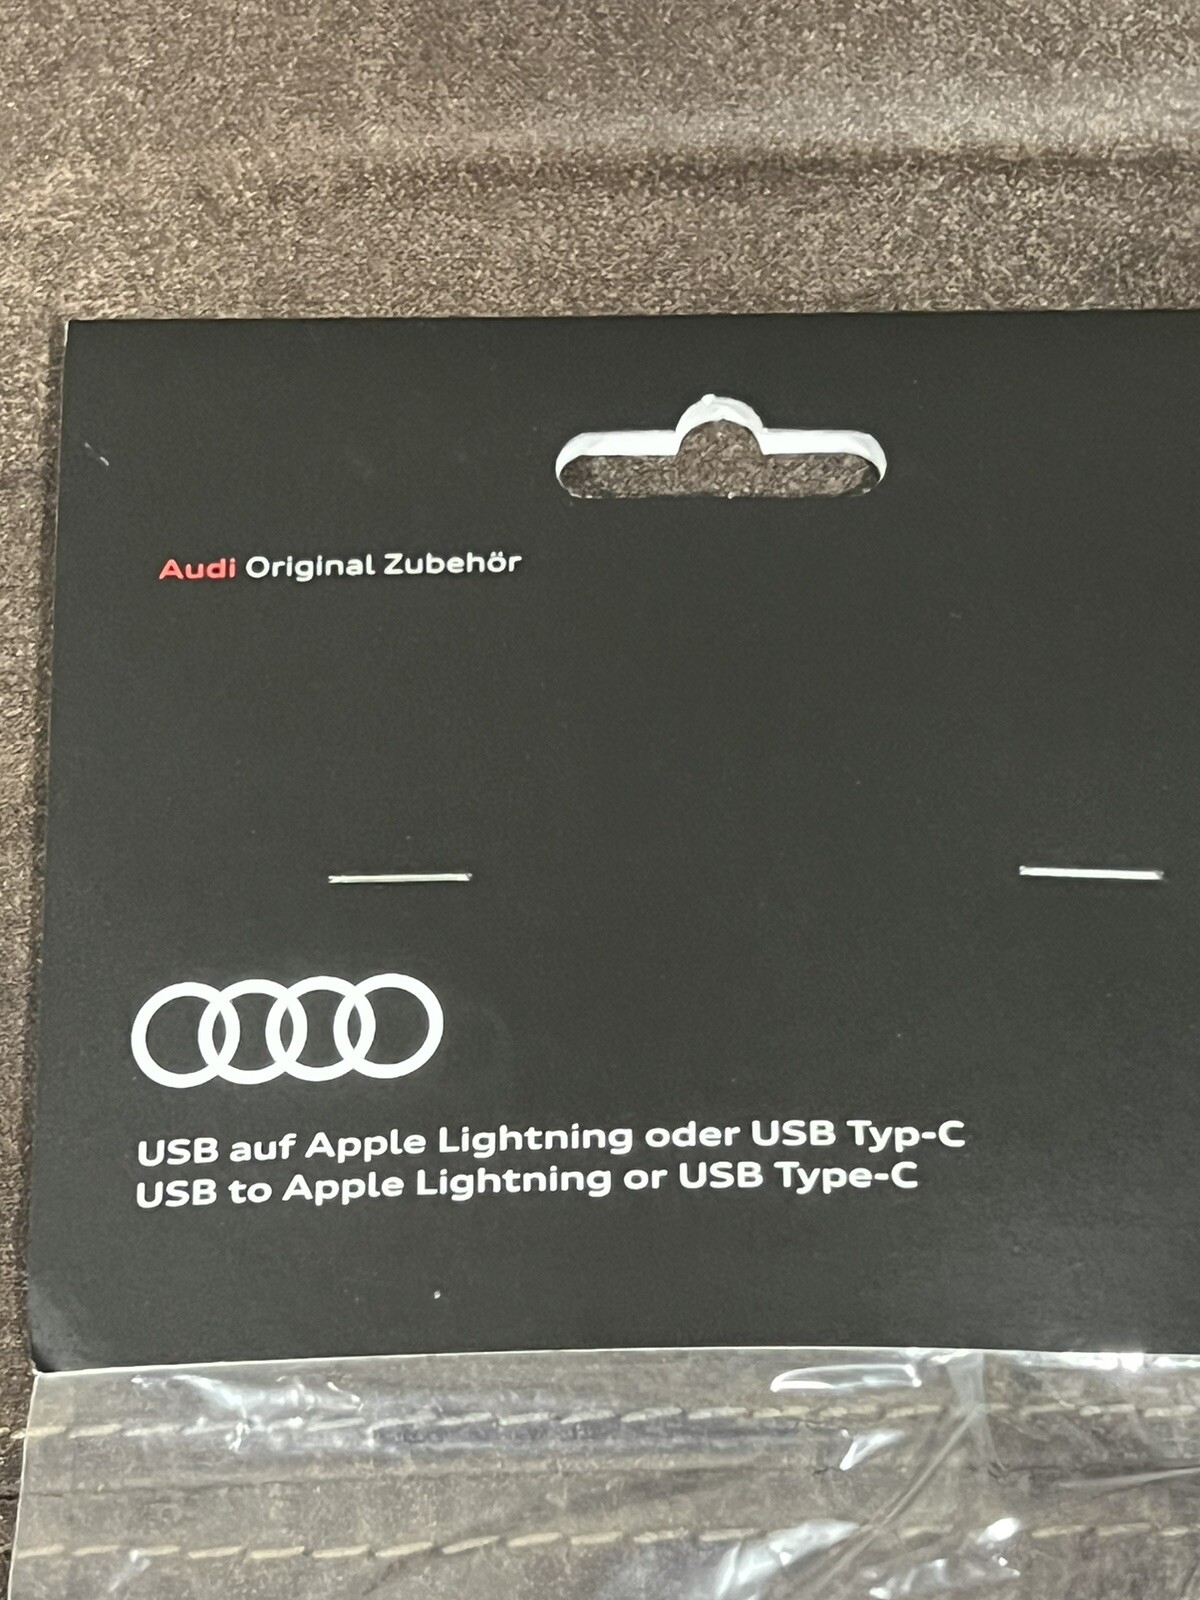 Audi Original Zubehör
USB auf Apple Lightning oder USB Typ-C
USB to Apple Lightning or USB Type-C